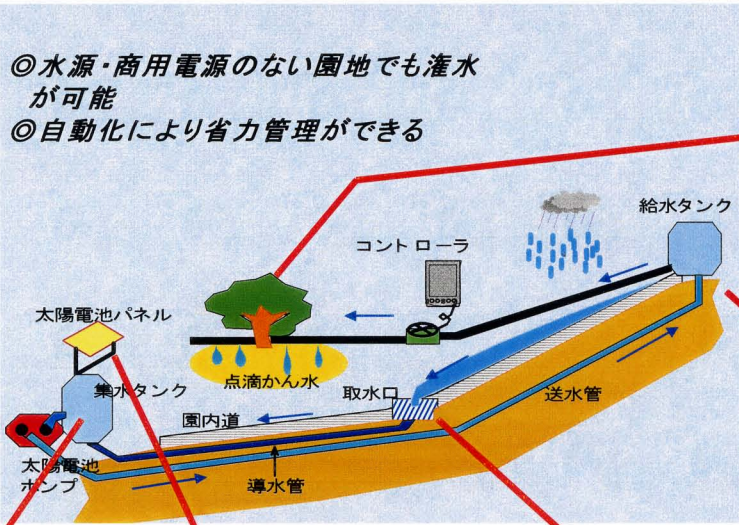 ◎水源・商用電源のない園地でも潅水
が可能
◎自動化により省力管理ができる
給水タンク
コントローラ
太陽電池パネル
集水タンク
点滴かん水
取水口
送水管
園内道
太陽電池
ポンプ
導水管